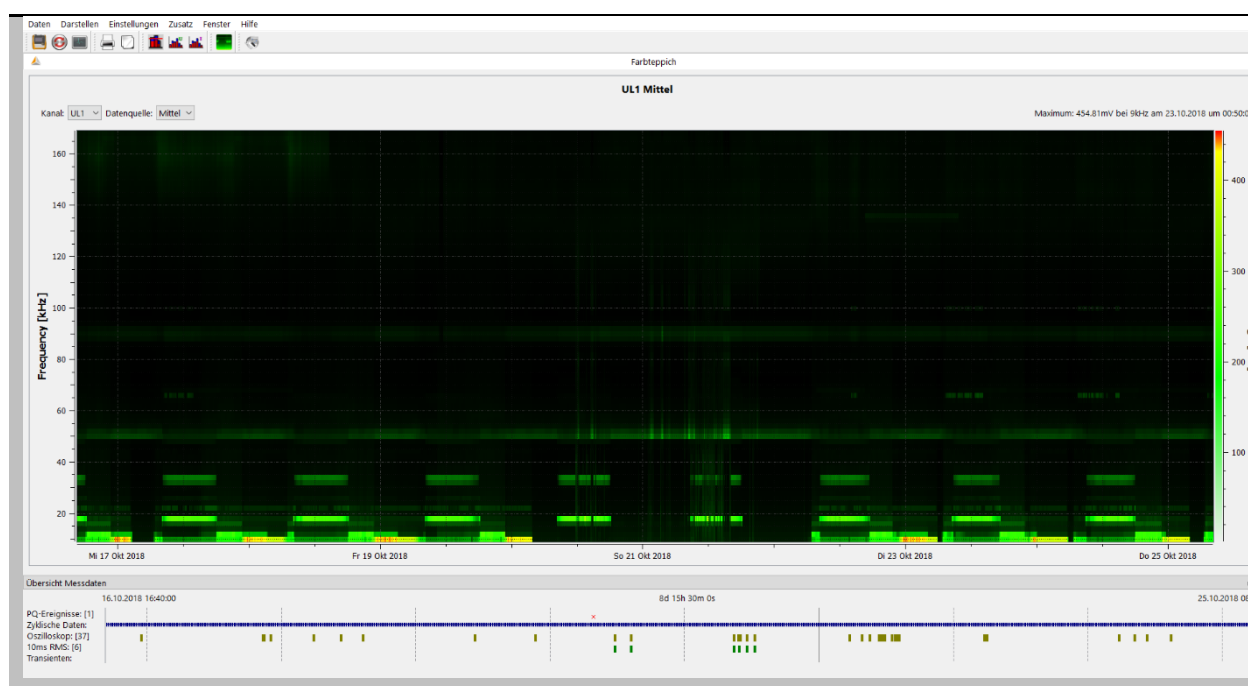 Daten Darstellen Einstellungen Zusatz Fenster Hilfe
Farbteppich
UL1 Mittel
Kanal: UL1 Datenquelle: Mittel Maximum: 454.81mV bei 9kHz am 23.10.2018 um 00:50:0
Frequency [kHz]
160
140
120
100
80
60
40
20
400
300
200
100
Mi 17 Okt 2018 Fr 19 Okt 2018 So 21 Okt 2018 Di 23 Okt 2018 Do 25 Okt 2018
Übersicht Messdaten
16.10.2018 16:40:00 8d 15h 30m 0s 25.10.2018 08
PQ-Ereignisse: [1]
Zyklische Daten:
Oszilloskop: [37]
10ms RMS: [6]
Transienten: